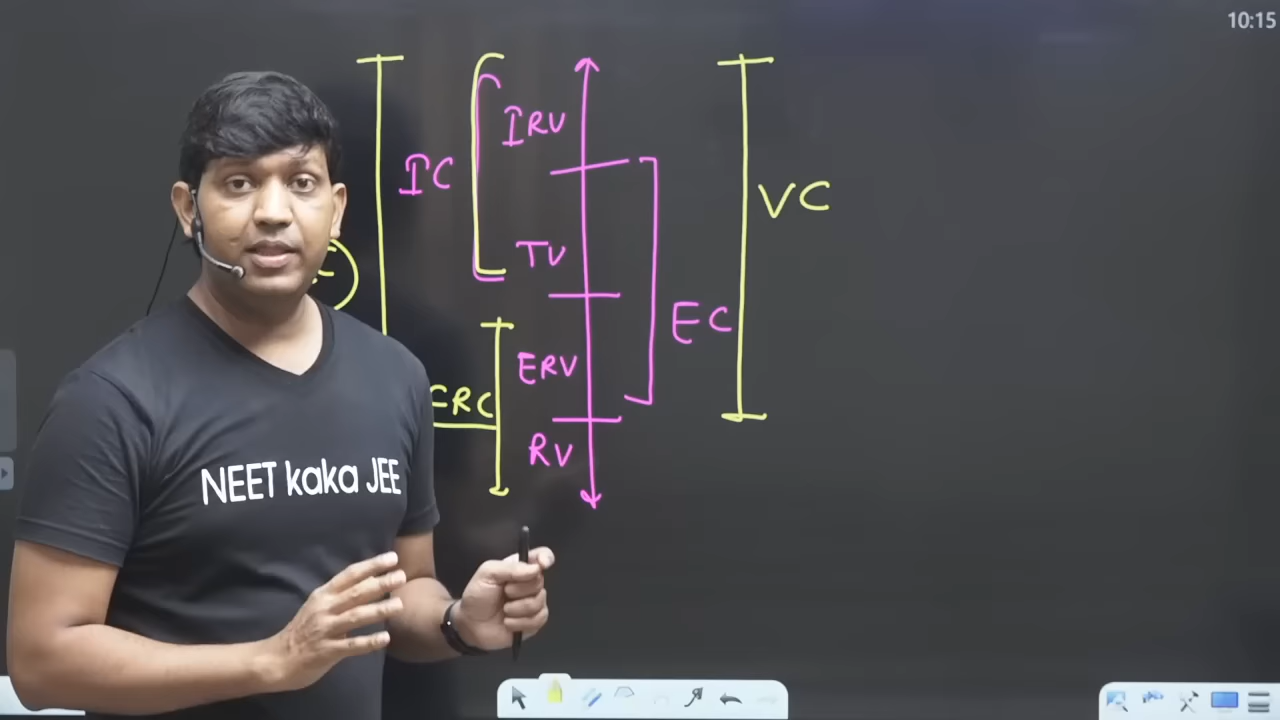 10:15
IRV
IC
VC
TV
EC
ERV
FRC
RV
NEET kaka JEE